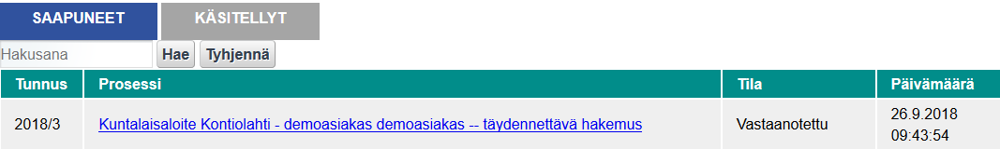 SAAPUNEET KÄSITELLYT
Hakusana Hae Tyhjennä
Tunnus Prosessi Tila Päivämäärä
2018/3 Kuntalaisaloite Kontiolahti - demoasiakas demoasiakas -- täydennettävä hakemus Vastaanotettu 26.9.2018
09:43:54